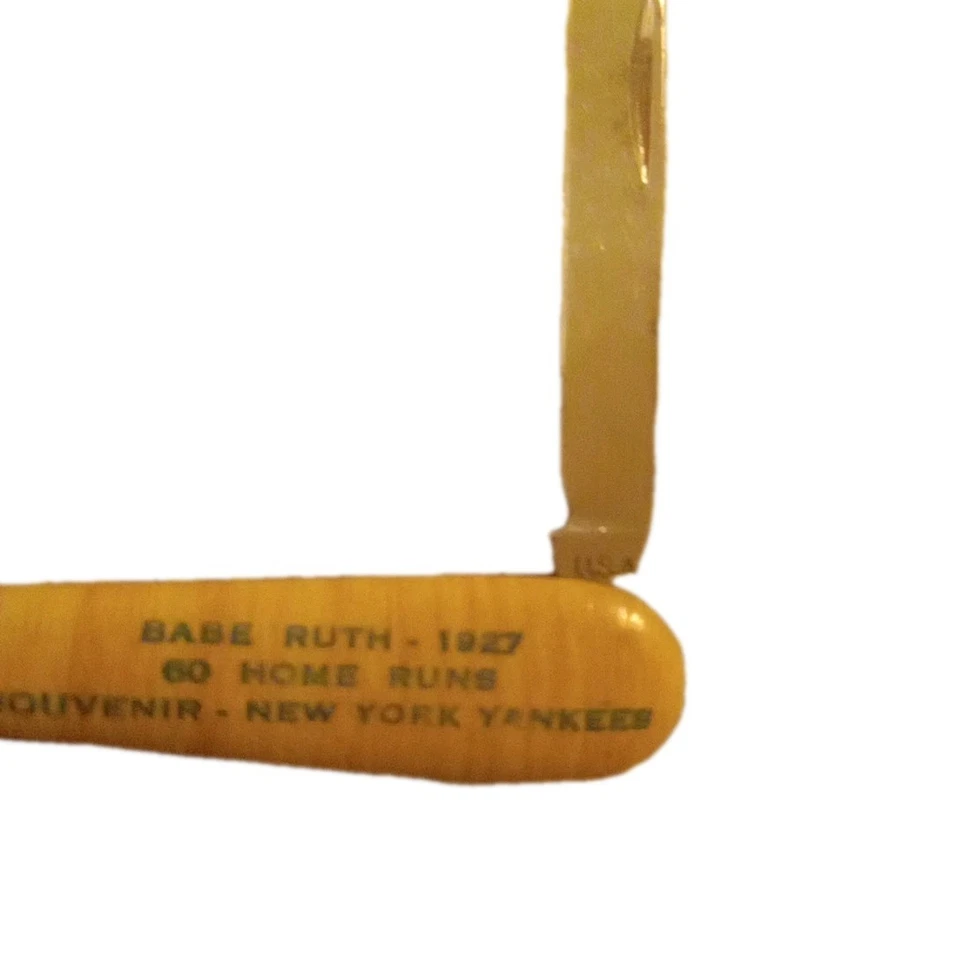 U.S.A
BABE RUTH - 1927
60 HOME RUNS
SOUVENIR - NEW YORK YANKEES